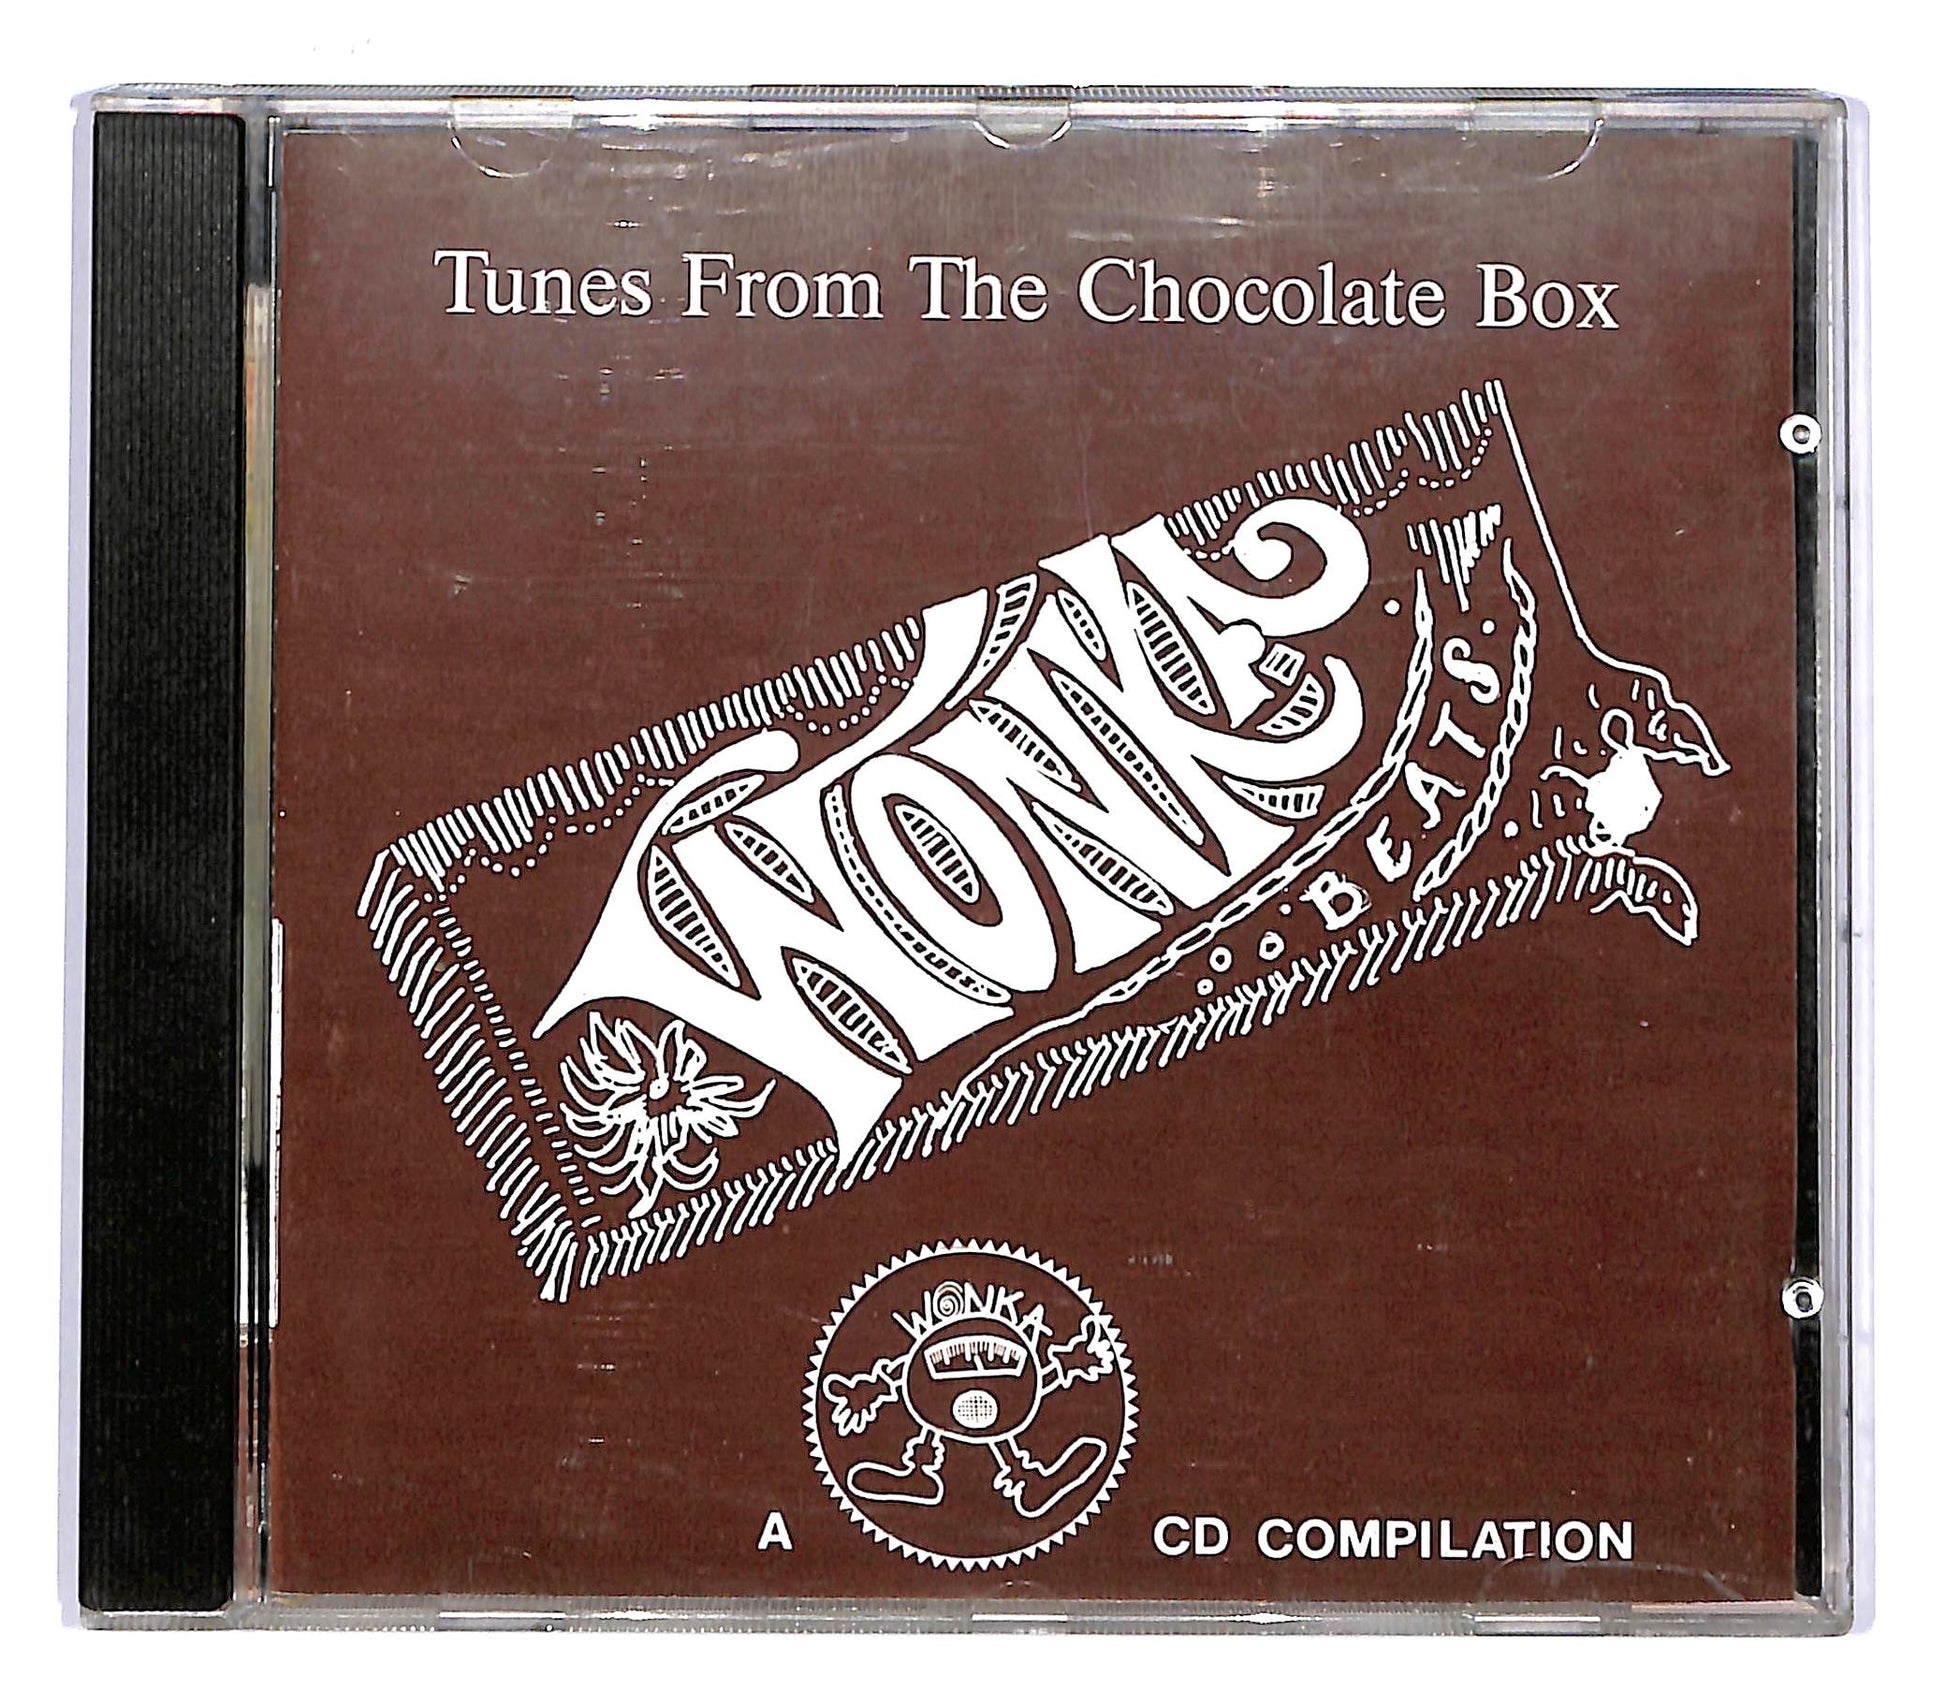 Tunes From The Chocolate Box
WONKA
BEATS
WONKA
A CD COMPILATION